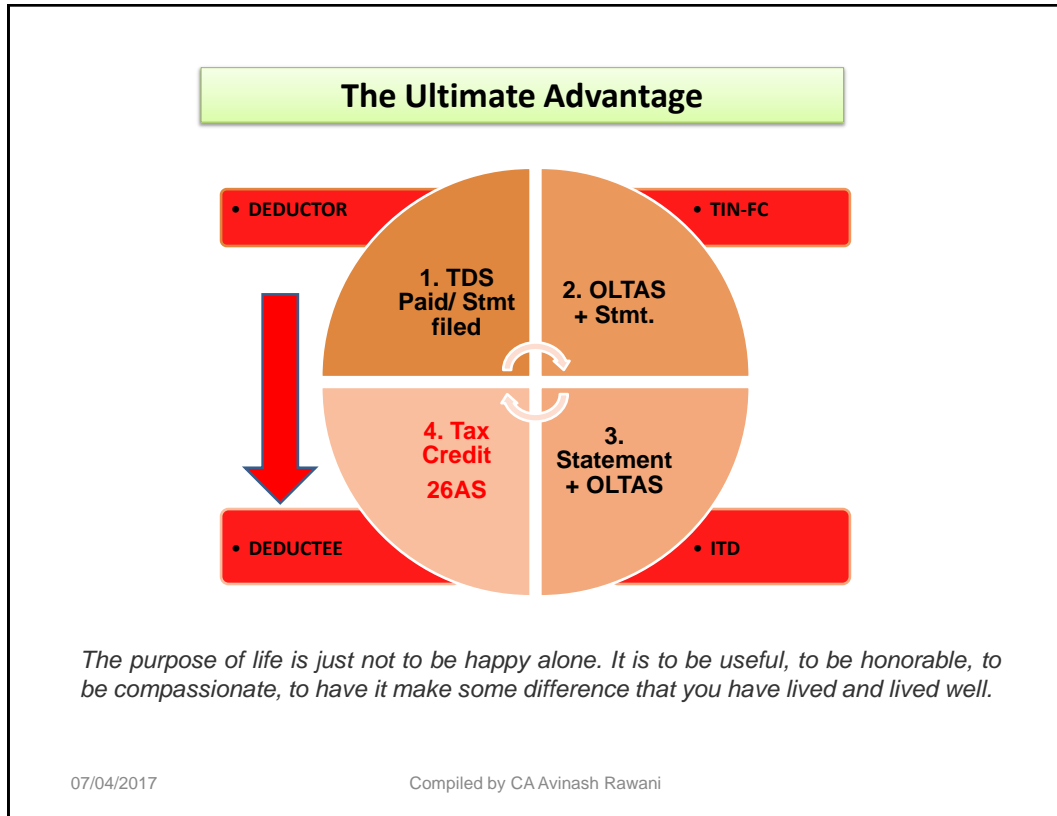 The Ultimate Advantage
• DEDUCTOR
• TIN-FC
1. TDS
Paid/ Stmt
filed
2. OLTAS
+ Stmt.
4. Tax
Credit
26AS
3.
Statement
+ OLTAS
• DEDUCTEE
• ITD
The purpose of life is just not to be happy alone. It is to be useful, to be honorable, to
be compassionate, to have it make some difference that you have lived and lived well.
07/04/2017
Compiled by CA Avinash Rawani